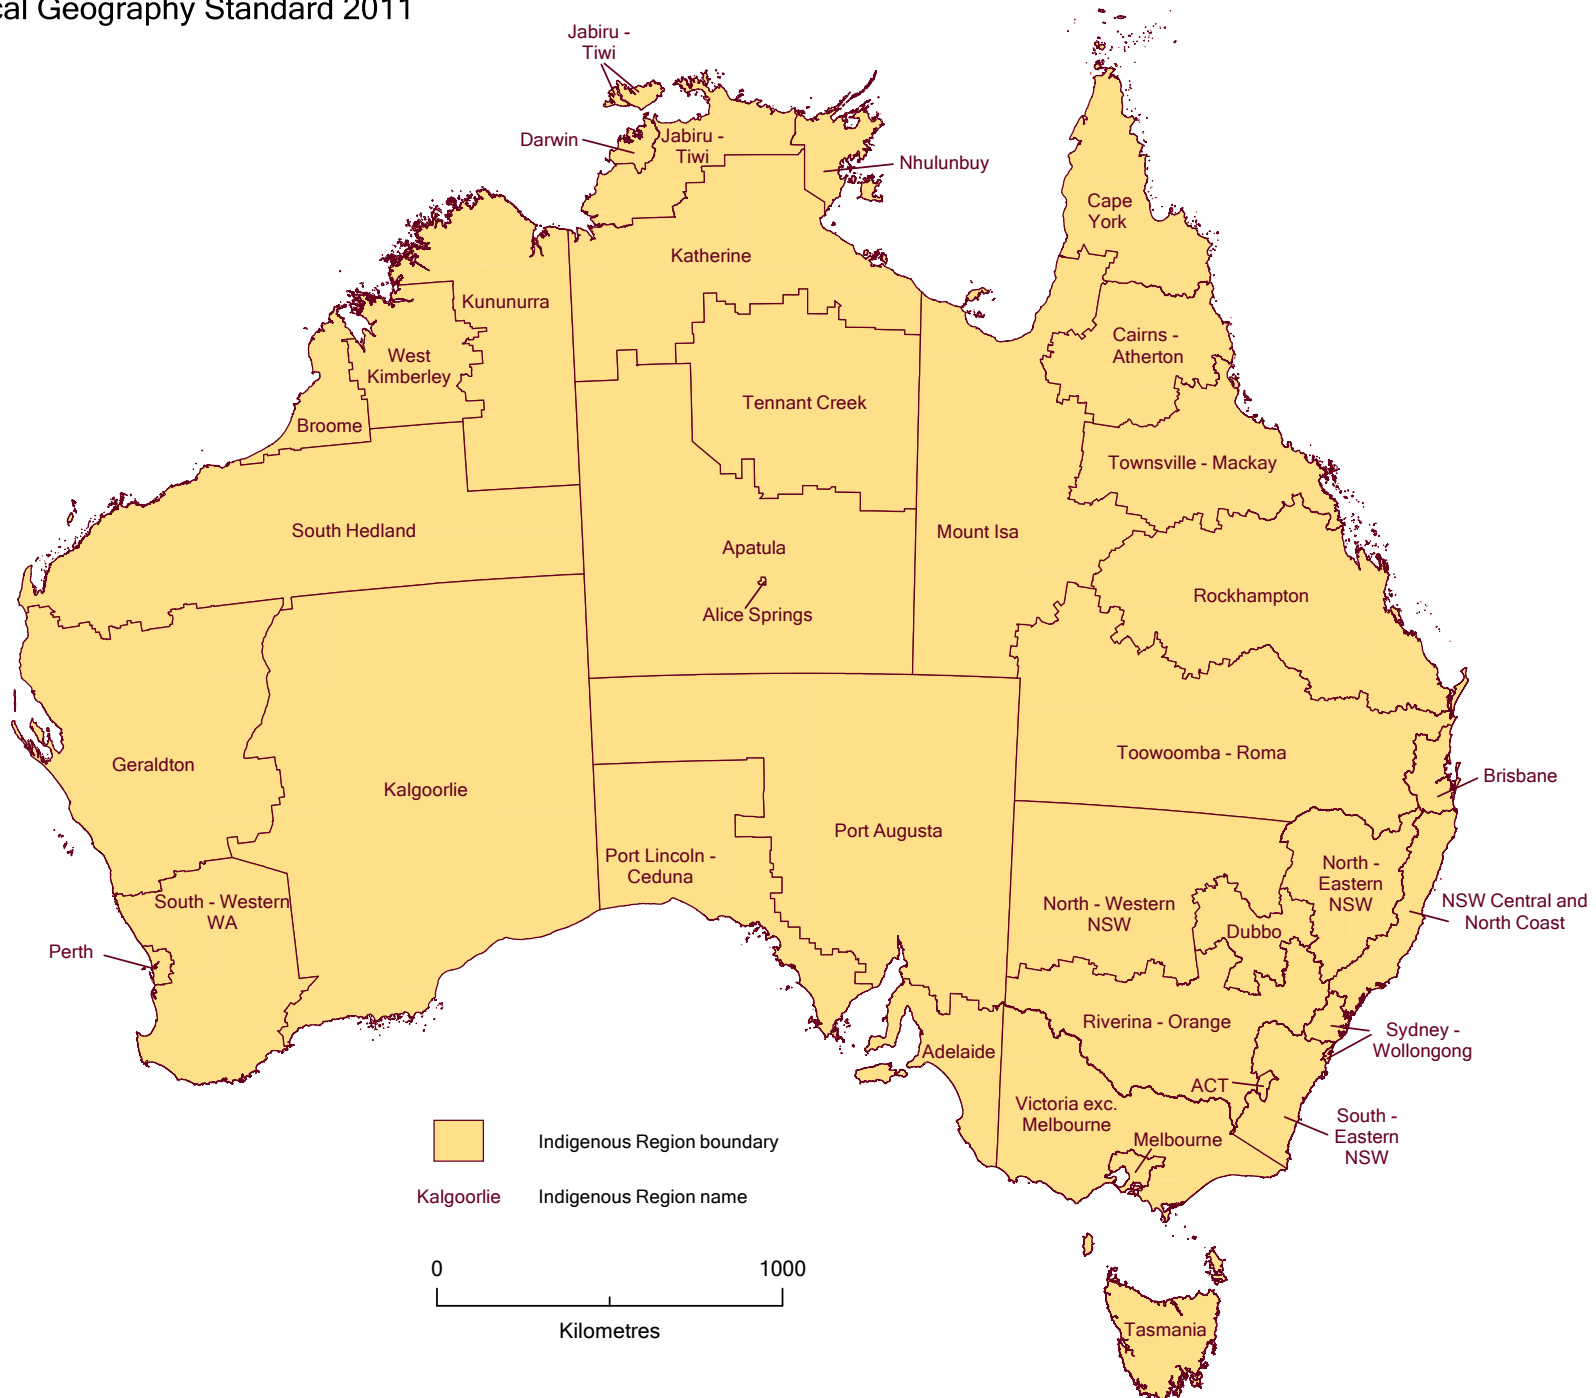 cal Geography Standard 2011
Jabiru -
Tiwi
Darwin
Jabiru -
Tiwi
Nhulunbuy
Cape
York
Katherine
Kununurra
West
Kimberley
Cairns -
Atherton
Tennant Creek
Broome
Townsville - Mackay
South Hedland
Mount Isa
Apatula
Rockhampton
Alice Springs
Toowoomba - Roma
Geraldton
Brisbane
Kalgoorlie
Port Augusta
Port Lincoln -
Ceduna
North -
Eastern
NSW
South - Western
WA
North - Western
NSW
NSW Central and
North Coast
Dubbo
Perth
Riverina - Orange
Sydney -
Wollongong
Adelaide
ACT
Victoria exc.
Melbourne
South -
Eastern
NSW
Melbourne
Indigenous Region boundary
Kalgoorlie Indigenous Region name
0 1000
Kilometres
Tasmania